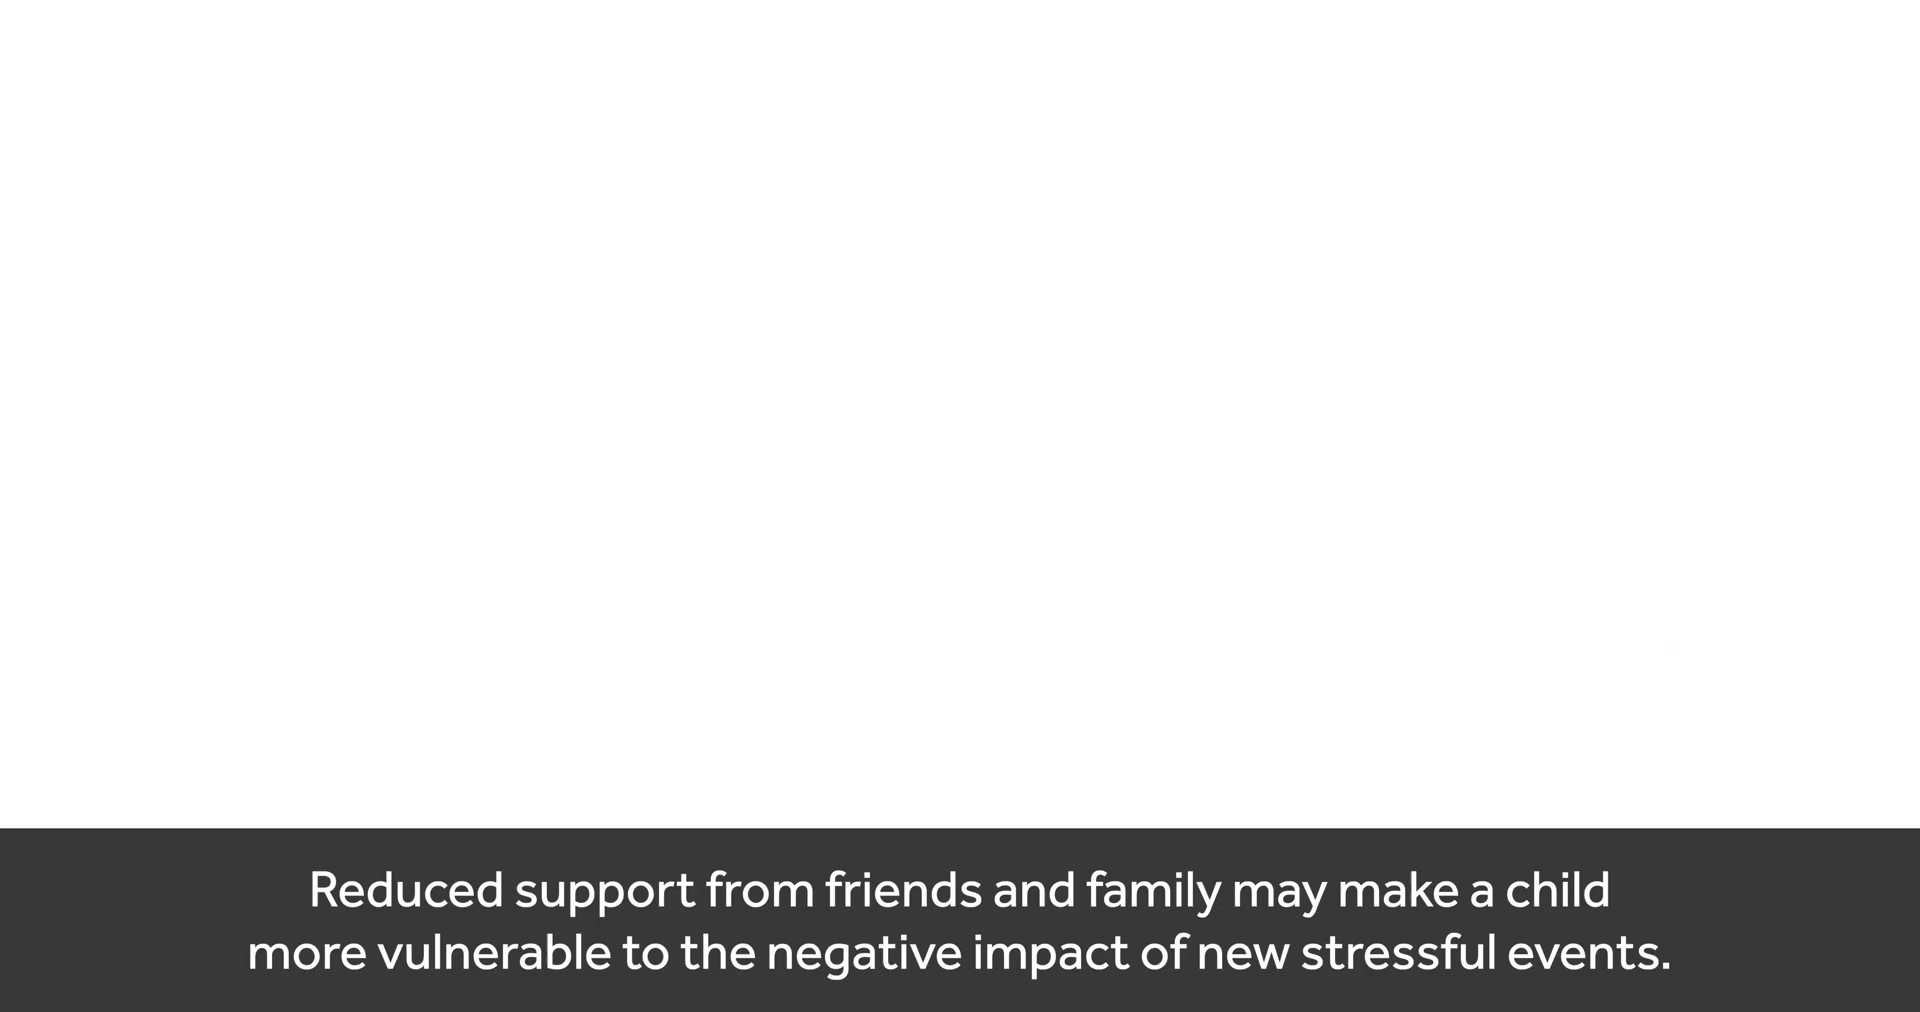 Reduced support from friends and family may make a child
more vulnerable to the negative impact of new stressful events.